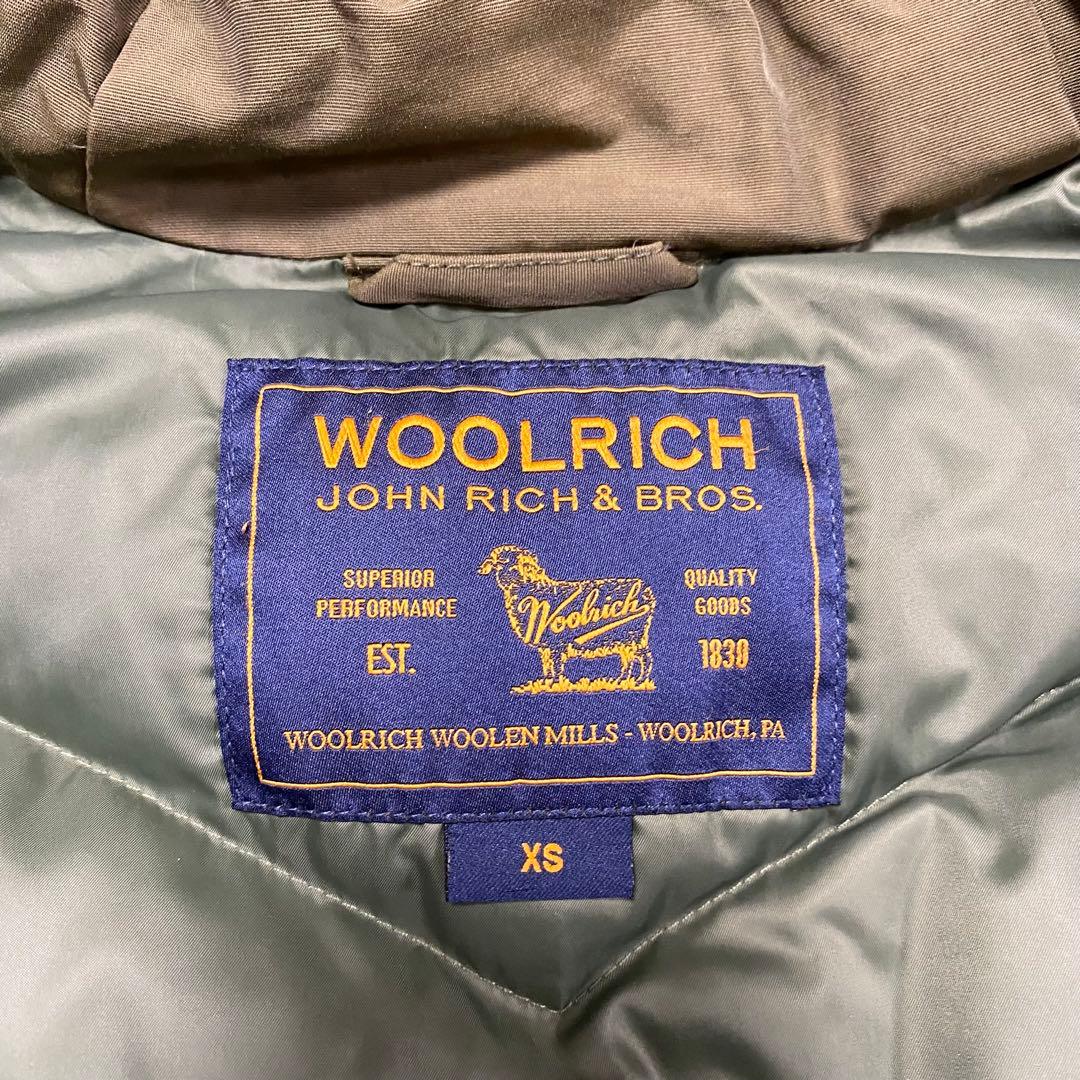 WOOLRICH
JOHN RICH & BROS.
SUPERIOR
PERFORMANCE
EST.
Woolrich
QUALITY
GOODS
1830
WOOLRICH WOOLEN MILLS - WOOLRICH, PA
XS